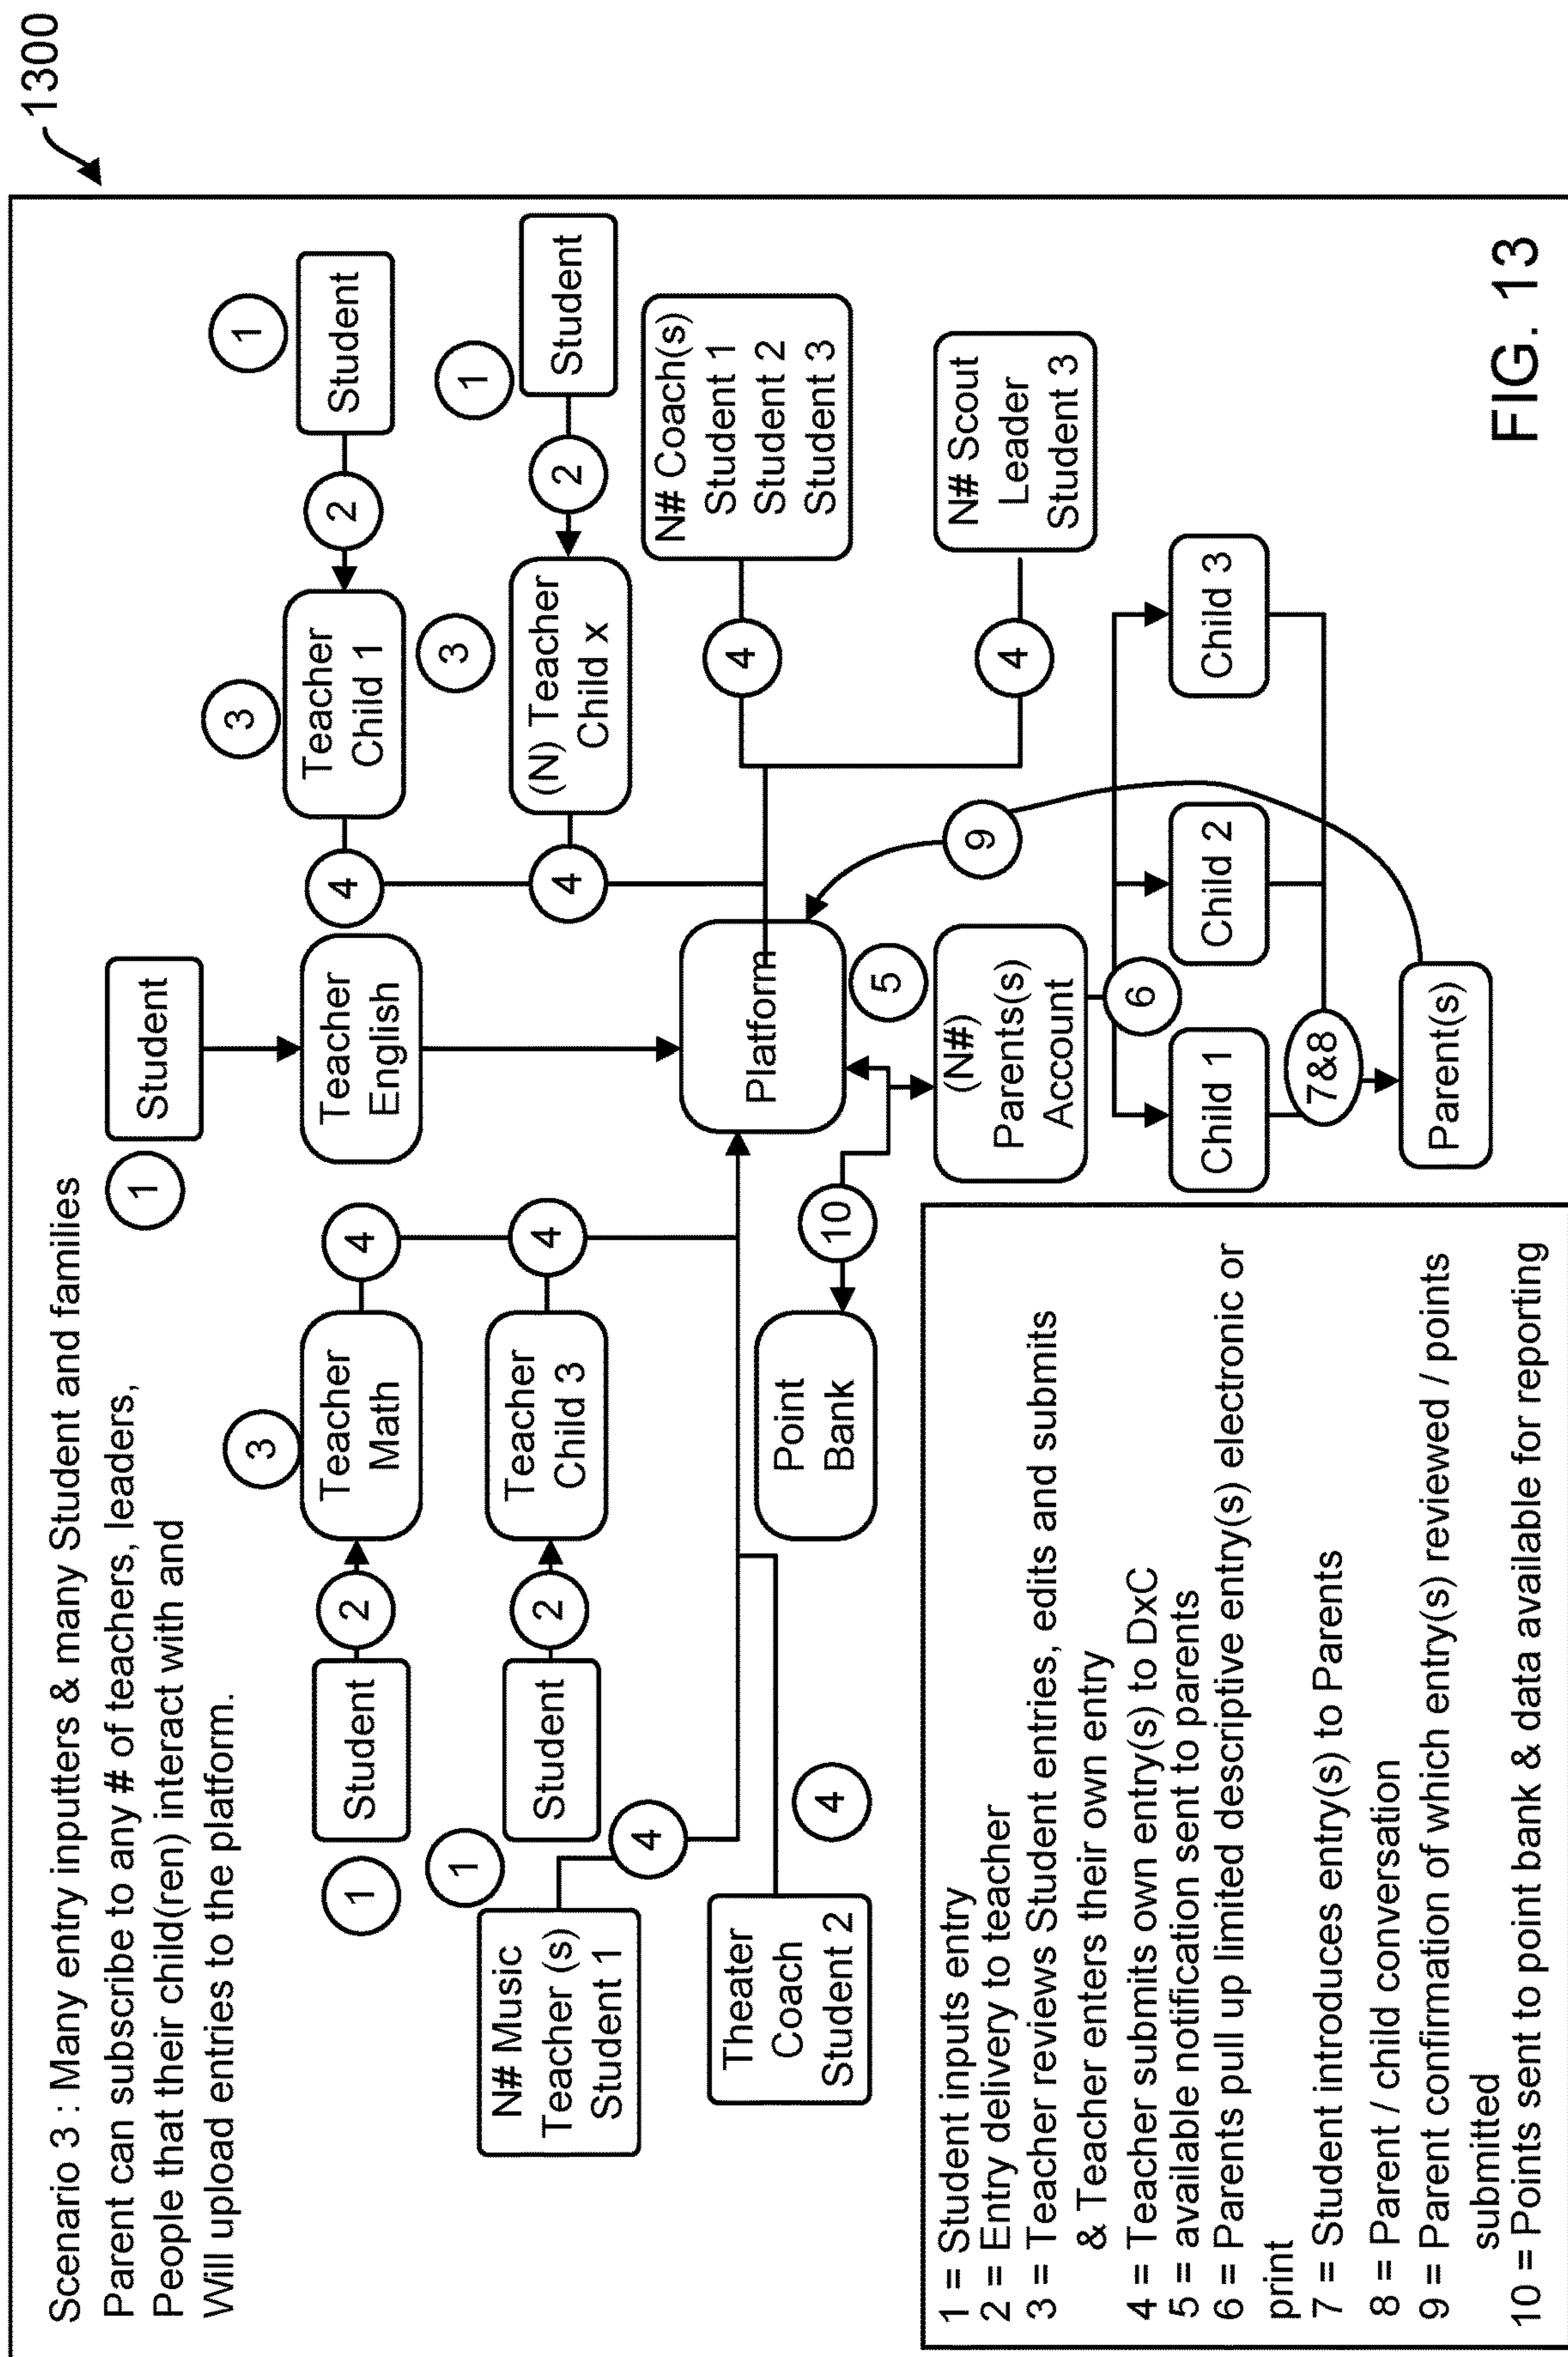 1300
Scenario 3 : Many entry inputters & many Student and families
Parent can subscribe to any # of teachers, leaders,
People that their child(ren) interact with and
Will upload entries to the platform.
1
Student
Teacher
English
1
Student
2
3
Teacher
Math
4
1
Student
2
Teacher
Child 3
4
N# Music
Teacher (s)
Student 1
4
Theater
Coach
Student 2
4
3
Teacher
Child 1
4
2
1
Student
3
(N) Teacher
Child x
4
2
1
Student
N# Coach(s)
Student 1
Student 2
Student 3
4
N# Scout
Leader
Student 3
4
Platform
Point
Bank
10
5
9
(N#)
Parents(s)
Account
6
Child 1
Child 2
Child 3
7&8
Parent(s)
1 = Student inputs entry
2 = Entry delivery to teacher
3 = Teacher reviews Student entries, edits and submits
& Teacher enters their own entry
4 = Teacher submits own entry(s) to DxC
5 = available notification sent to parents
6 = Parents pull up limited descriptive entry(s) electronic or
print
7 = Student introduces entry(s) to Parents
8 = Parent / child conversation
9 = Parent confirmation of which entry(s) reviewed / points
submitted
10 = Points sent to point bank & data available for reporting
FIG. 13